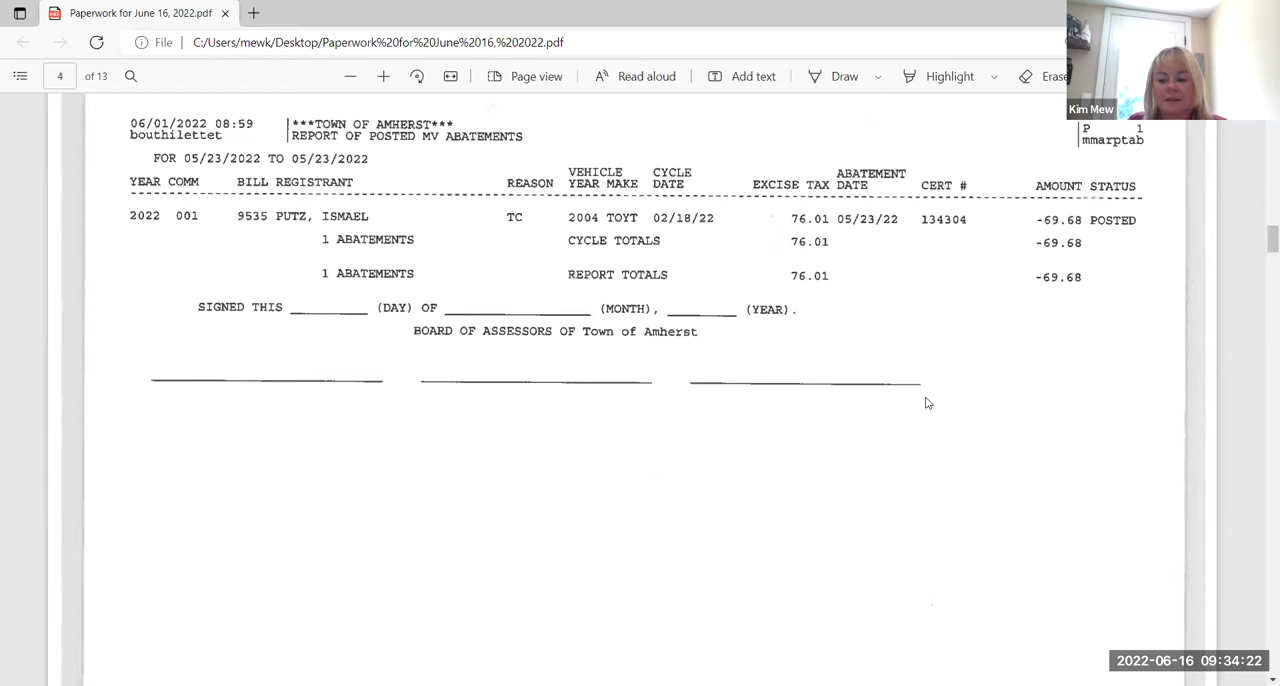 Paperwork for June 16, 2022.pdf
File | C:/Users/mewk/Desktop/Paperwork%20for%20June%2016,%202022.pdf
4 of 13 Page view Read aloud Add text Draw Highlight Erase
Kim Mew
06/01/2022 08:59 |***TOWN OF AMHERST*** P 1
bouthilettet |REPORT OF POSTED MV ABATEMENTS |mmarptab
FOR 05/23/2022 TO 05/23/2022
VEHICLE CYCLE ABATEMENT
YEAR COMM BILL REGISTRANT REASON YEAR MAKE DATE EXCISE TAX DATE CERT # AMOUNT STATUS
2022 001 9535 PUTZ, ISMAEL TC 2004 TOYT 02/18/22 76.01 05/23/22 134304 -69.68 POSTED
1 ABATEMENTS CYCLE TOTALS 76.01 -69.68
1 ABATEMENTS REPORT TOTALS 76.01 -69.68
SIGNED THIS ________ (DAY) OF ________________ (MONTH), _______ (YEAR).
BOARD OF ASSESSORS OF Town of Amherst
2022-06-16 09:34:22